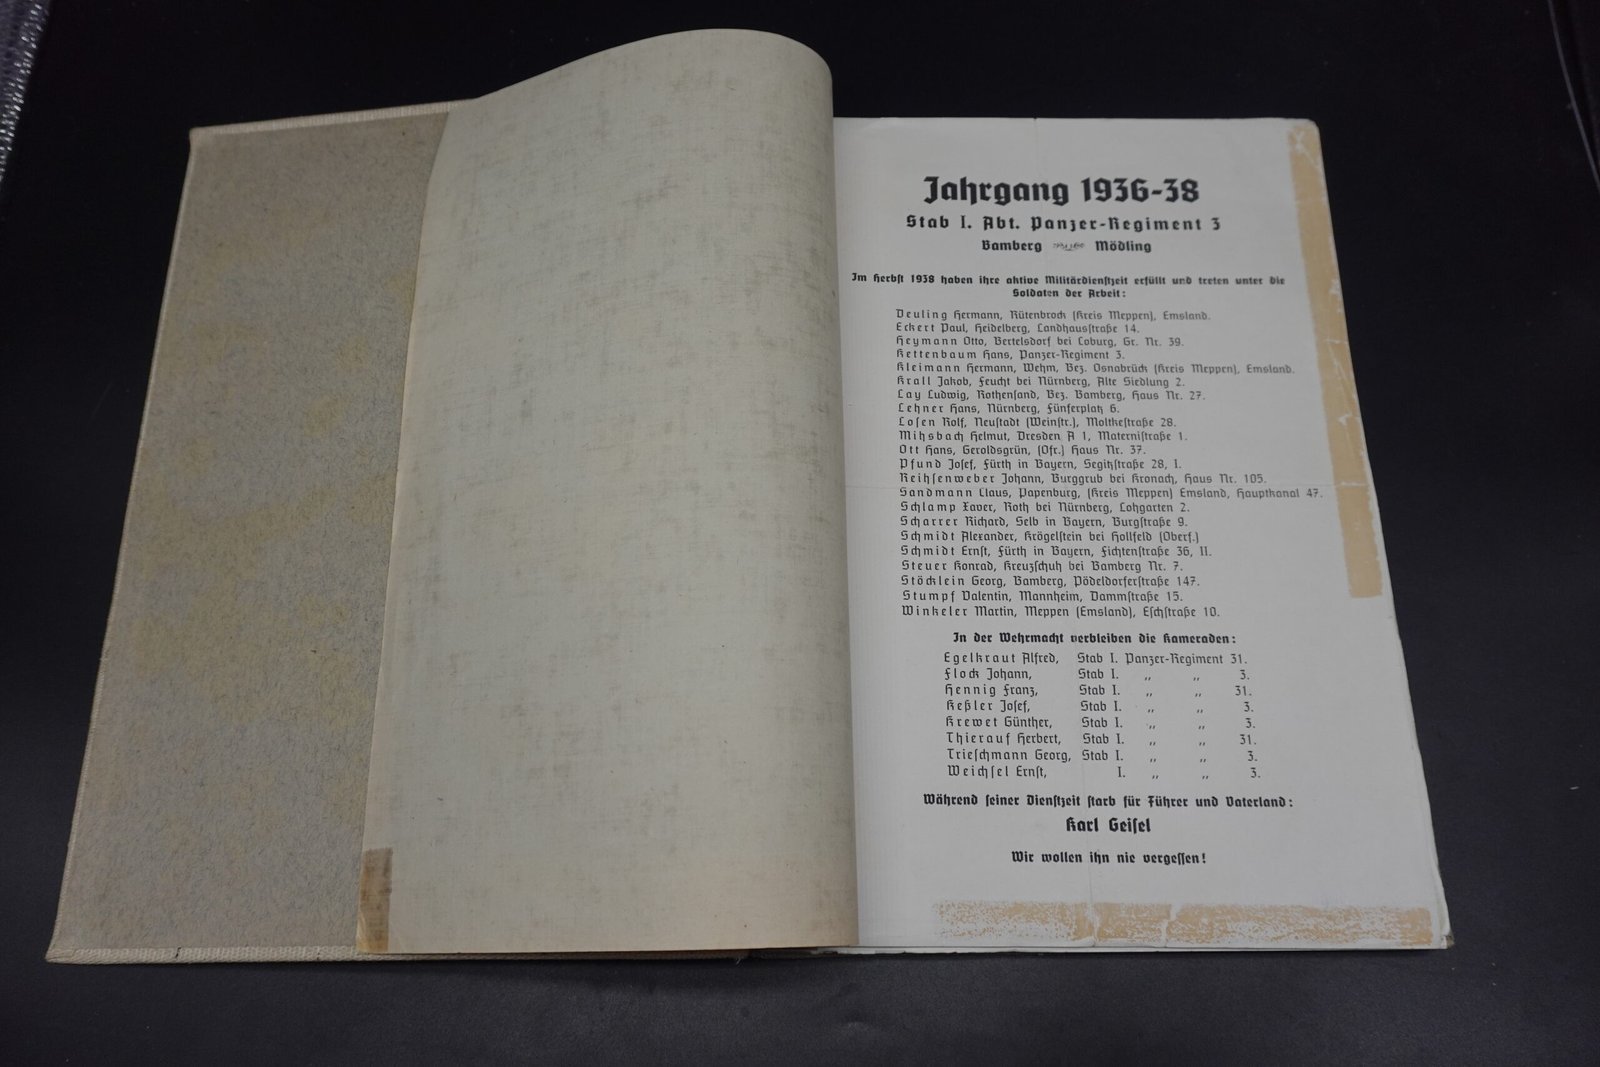 Jahrgang 1936-38
Stab I. Abt. Panzer-Regiment 3
Bamberg Mödling
Im Herbst 1938 haben ihre aktive Militärdienstzeit erfüllt und treten unter die
Soldaten der Arbeit:
Deuling Hermann, Rütenbrock (Kreis Meppen), Emsland.
Eckert Paul, Heidelberg, Landhausstraße 14.
Heymann Otto, Bertelsdorf bei Coburg, Gr. Nr. 39.
Kettenbaum Hans, Panzer-Regiment 3.
Kleimann Hermann, Wehm, Bez. Osnabrück (Kreis Meppen), Emsland.
Krall Jakob, Feucht bei Nürnberg, Alte Siedlung 2.
Lay Ludwig, Rothensand, Bez. Bamberg, Haus Nr. 27.
Lehner Hans, Nürnberg, Fünferplatz 6.
Losen Rolf, Neustadt (Weinstr.), Moltkestraße 28.
Mihsbach Helmut, Dresden A 1, Maternistraße 1.
Ott Hans, Geroldsgrün, (Ofr.) Haus Nr. 37.
Pfund Josef, Fürth in Bayern, Segitzstraße 28, I.
Reihsenweber Johann, Burggrub bei Kronach, Haus Nr. 105.
Sandmann Claus, Papenburg, (Kreis Meppen) Emsland, Hauptkanal 47.
Schlamp Xaver, Roth bei Nürnberg, Lohgarten 2.
Scharrer Richard, Selb in Bayern, Burgstraße 9.
Schmidt Alexander, Krögelstein bei Hollfeld (Oberf.)
Schmidt Ernst, Fürth in Bayern, Fichtenstraße 36, II.
Steuer Konrad, Kreuzschuh bei Bamberg Nr. 7.
Stöcklein Georg, Bamberg, Pödeldorferstraße 147.
Stumpf Valentin, Mannheim, Dammstraße 15.
Winkeler Martin, Meppen (Emsland), Eschstraße 10.
In der Wehrmacht verbleiben die Kameraden:
Egelkraut Alfred, Stab I. Panzer-Regiment 31.
Flock Johann, Stab I. „ „ 3.
Hennig Franz, Stab I. „ „ 31.
Keßler Josef, Stab I. „ „ 3.
Krewet Günther, Stab I. „ „ 3.
Thierauf Herbert, Stab I. „ „ 31.
Trieschmann Georg, Stab I. „ „ 3.
Weichsel Ernst, I. „ „ 3.
Während seiner Dienstzeit starb für Führer und Vaterland:
Karl Geisel
Wir wollen ihn nie vergessen!